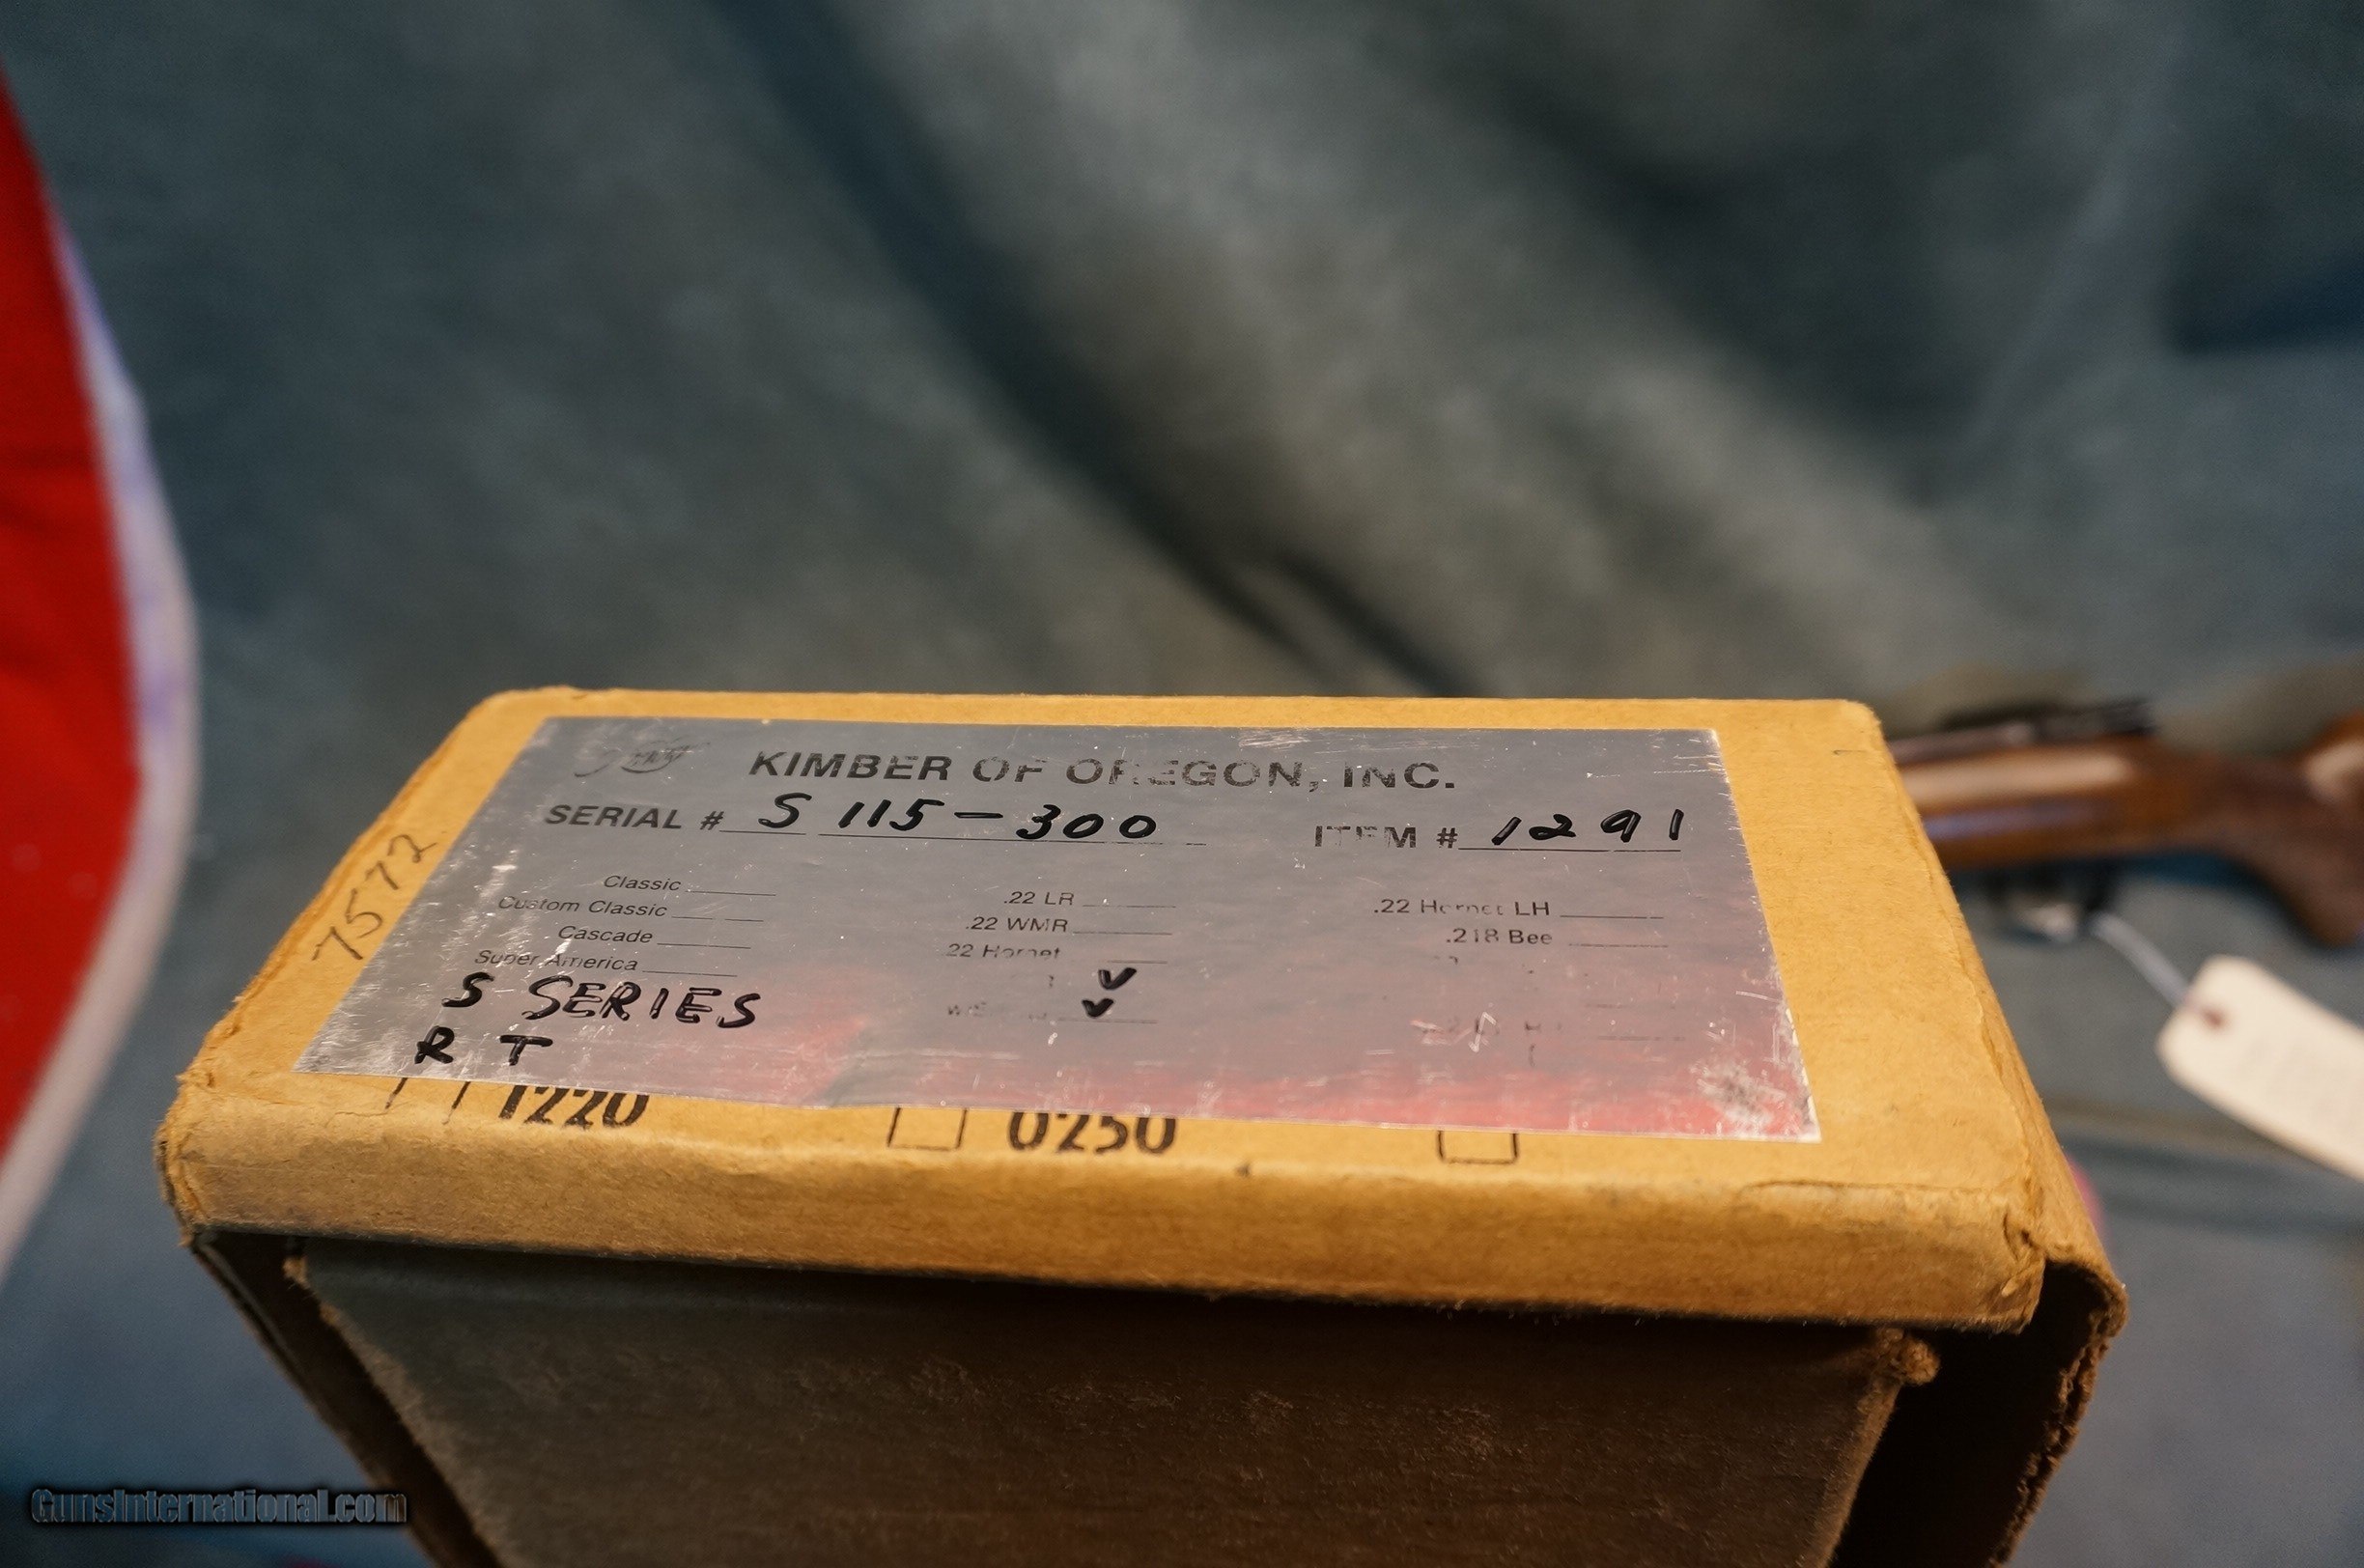 KIMBER OF OREGON, INC.
SERIAL # S 115-300 ITEM # 1291
7572
Classic .22 LR .22 Hornet LH
Custom Classic .22 WMR .218 Bee
Cascade .22 Hornet
Super America
S SERIES
R T
1220 0250
GunsInternational.com